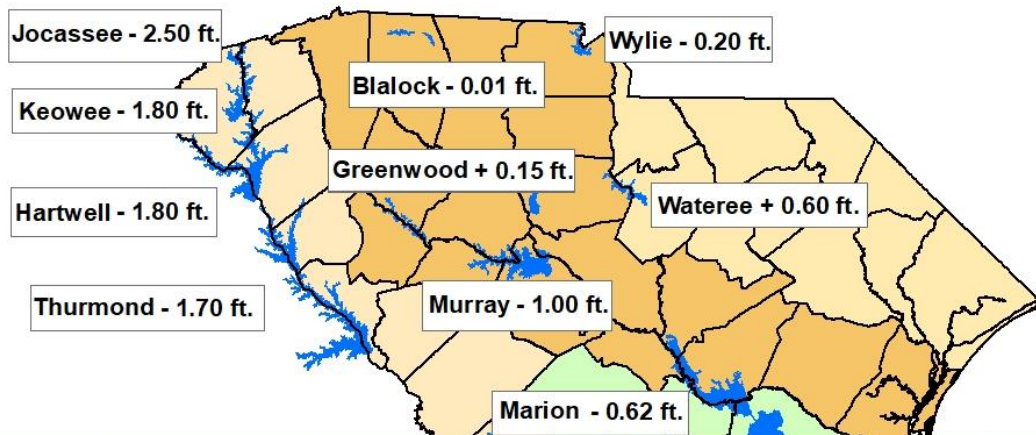 Jocassee - 2.50 ft.
Wylie - 0.20 ft.
Blalock - 0.01 ft.
Keowee - 1.80 ft.
Greenwood + 0.15 ft.
Hartwell - 1.80 ft.
Wateree + 0.60 ft.
Thurmond - 1.70 ft.
Murray - 1.00 ft.
Marion - 0.62 ft.